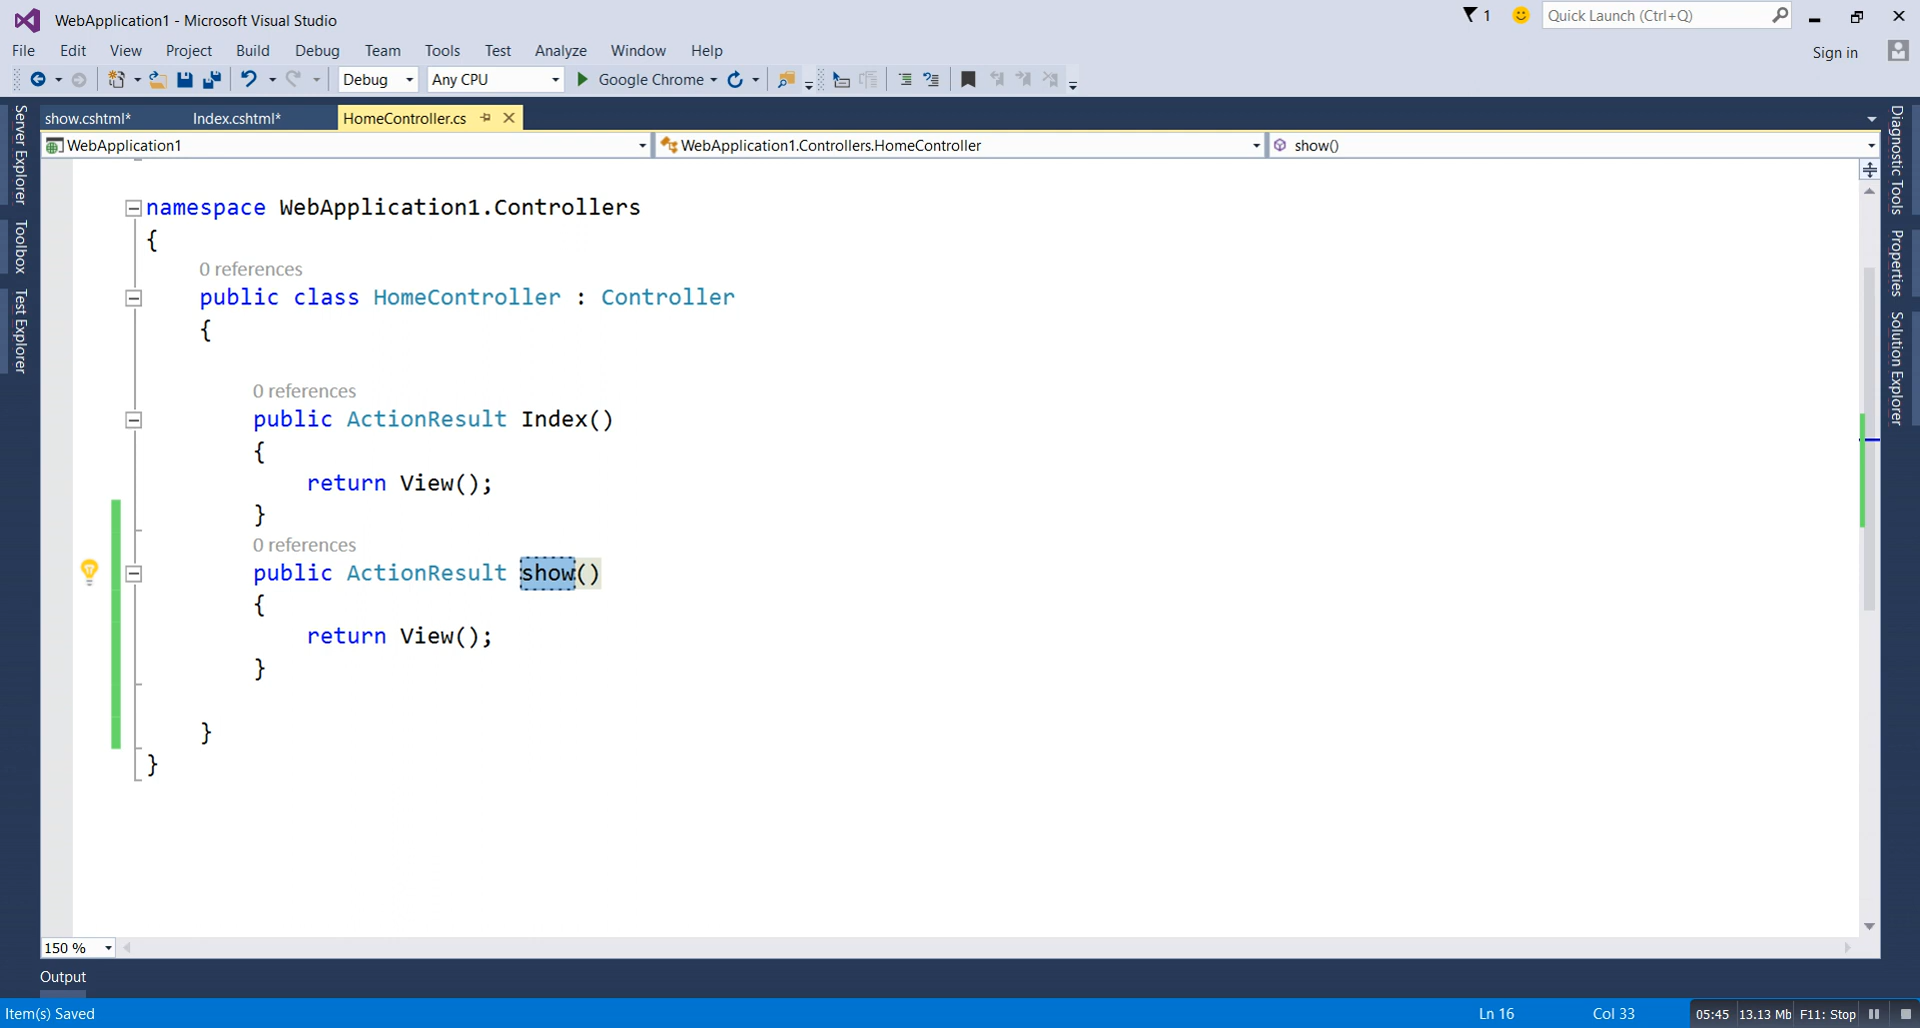 WebApplication1 - Microsoft Visual Studio
1
Quick Launch (Ctrl+Q)
File Edit View Project Build Debug Team Tools Test Analyze Window Help
Sign in
Debug Any CPU Google Chrome
show.cshtml* Index.cshtml* HomeController.cs
WebApplication1 WebApplication1.Controllers.HomeController show()
Server Explorer
Toolbox
Test Explorer
Diagnostic Tools
Properties
Solution Explorer
namespace WebApplication1.Controllers
{
0 references
public class HomeController : Controller
{
0 references
public ActionResult Index()
{
return View();
}
0 references
public ActionResult show()
{
return View();
}
}
}
150 %
Output
Item(s) Saved Ln 16 Col 33 05:45 13.13 Mb F11: Stop